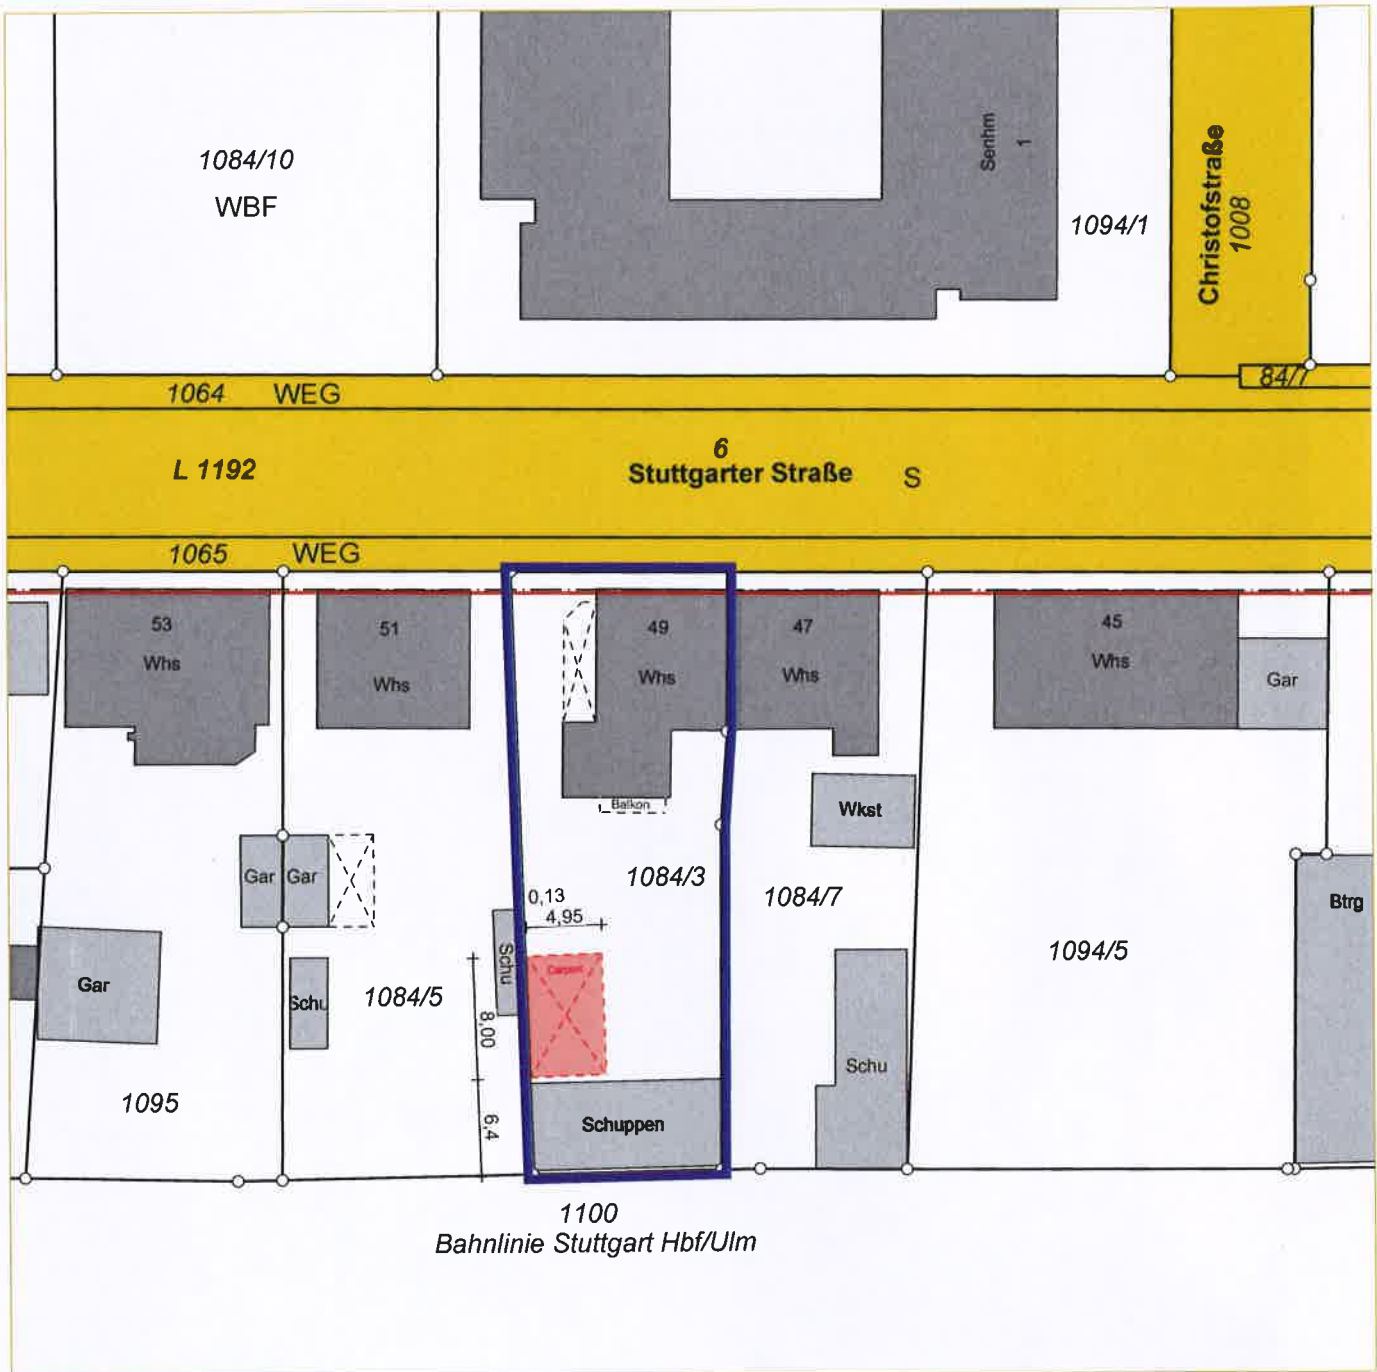 1084/10
WBF
Senhm
1
1094/1
Christofstraße
1008
84/7
1064 WEG
L 1192
6
Stuttgarter Straße S
1065 WEG
53
Whs
51
Whs
49
Whs
47
Whs
45
Whs
Gar
Balkon
Wkst
Gar
Gar
1084/3
1084/7
0,13
4,95
Btrg
Schu
1094/5
Carport
Gar
Schu
1084/5
8,00
Schu
1095
6,4
Schuppen
1100
Bahnlinie Stuttgart Hbf/Ulm